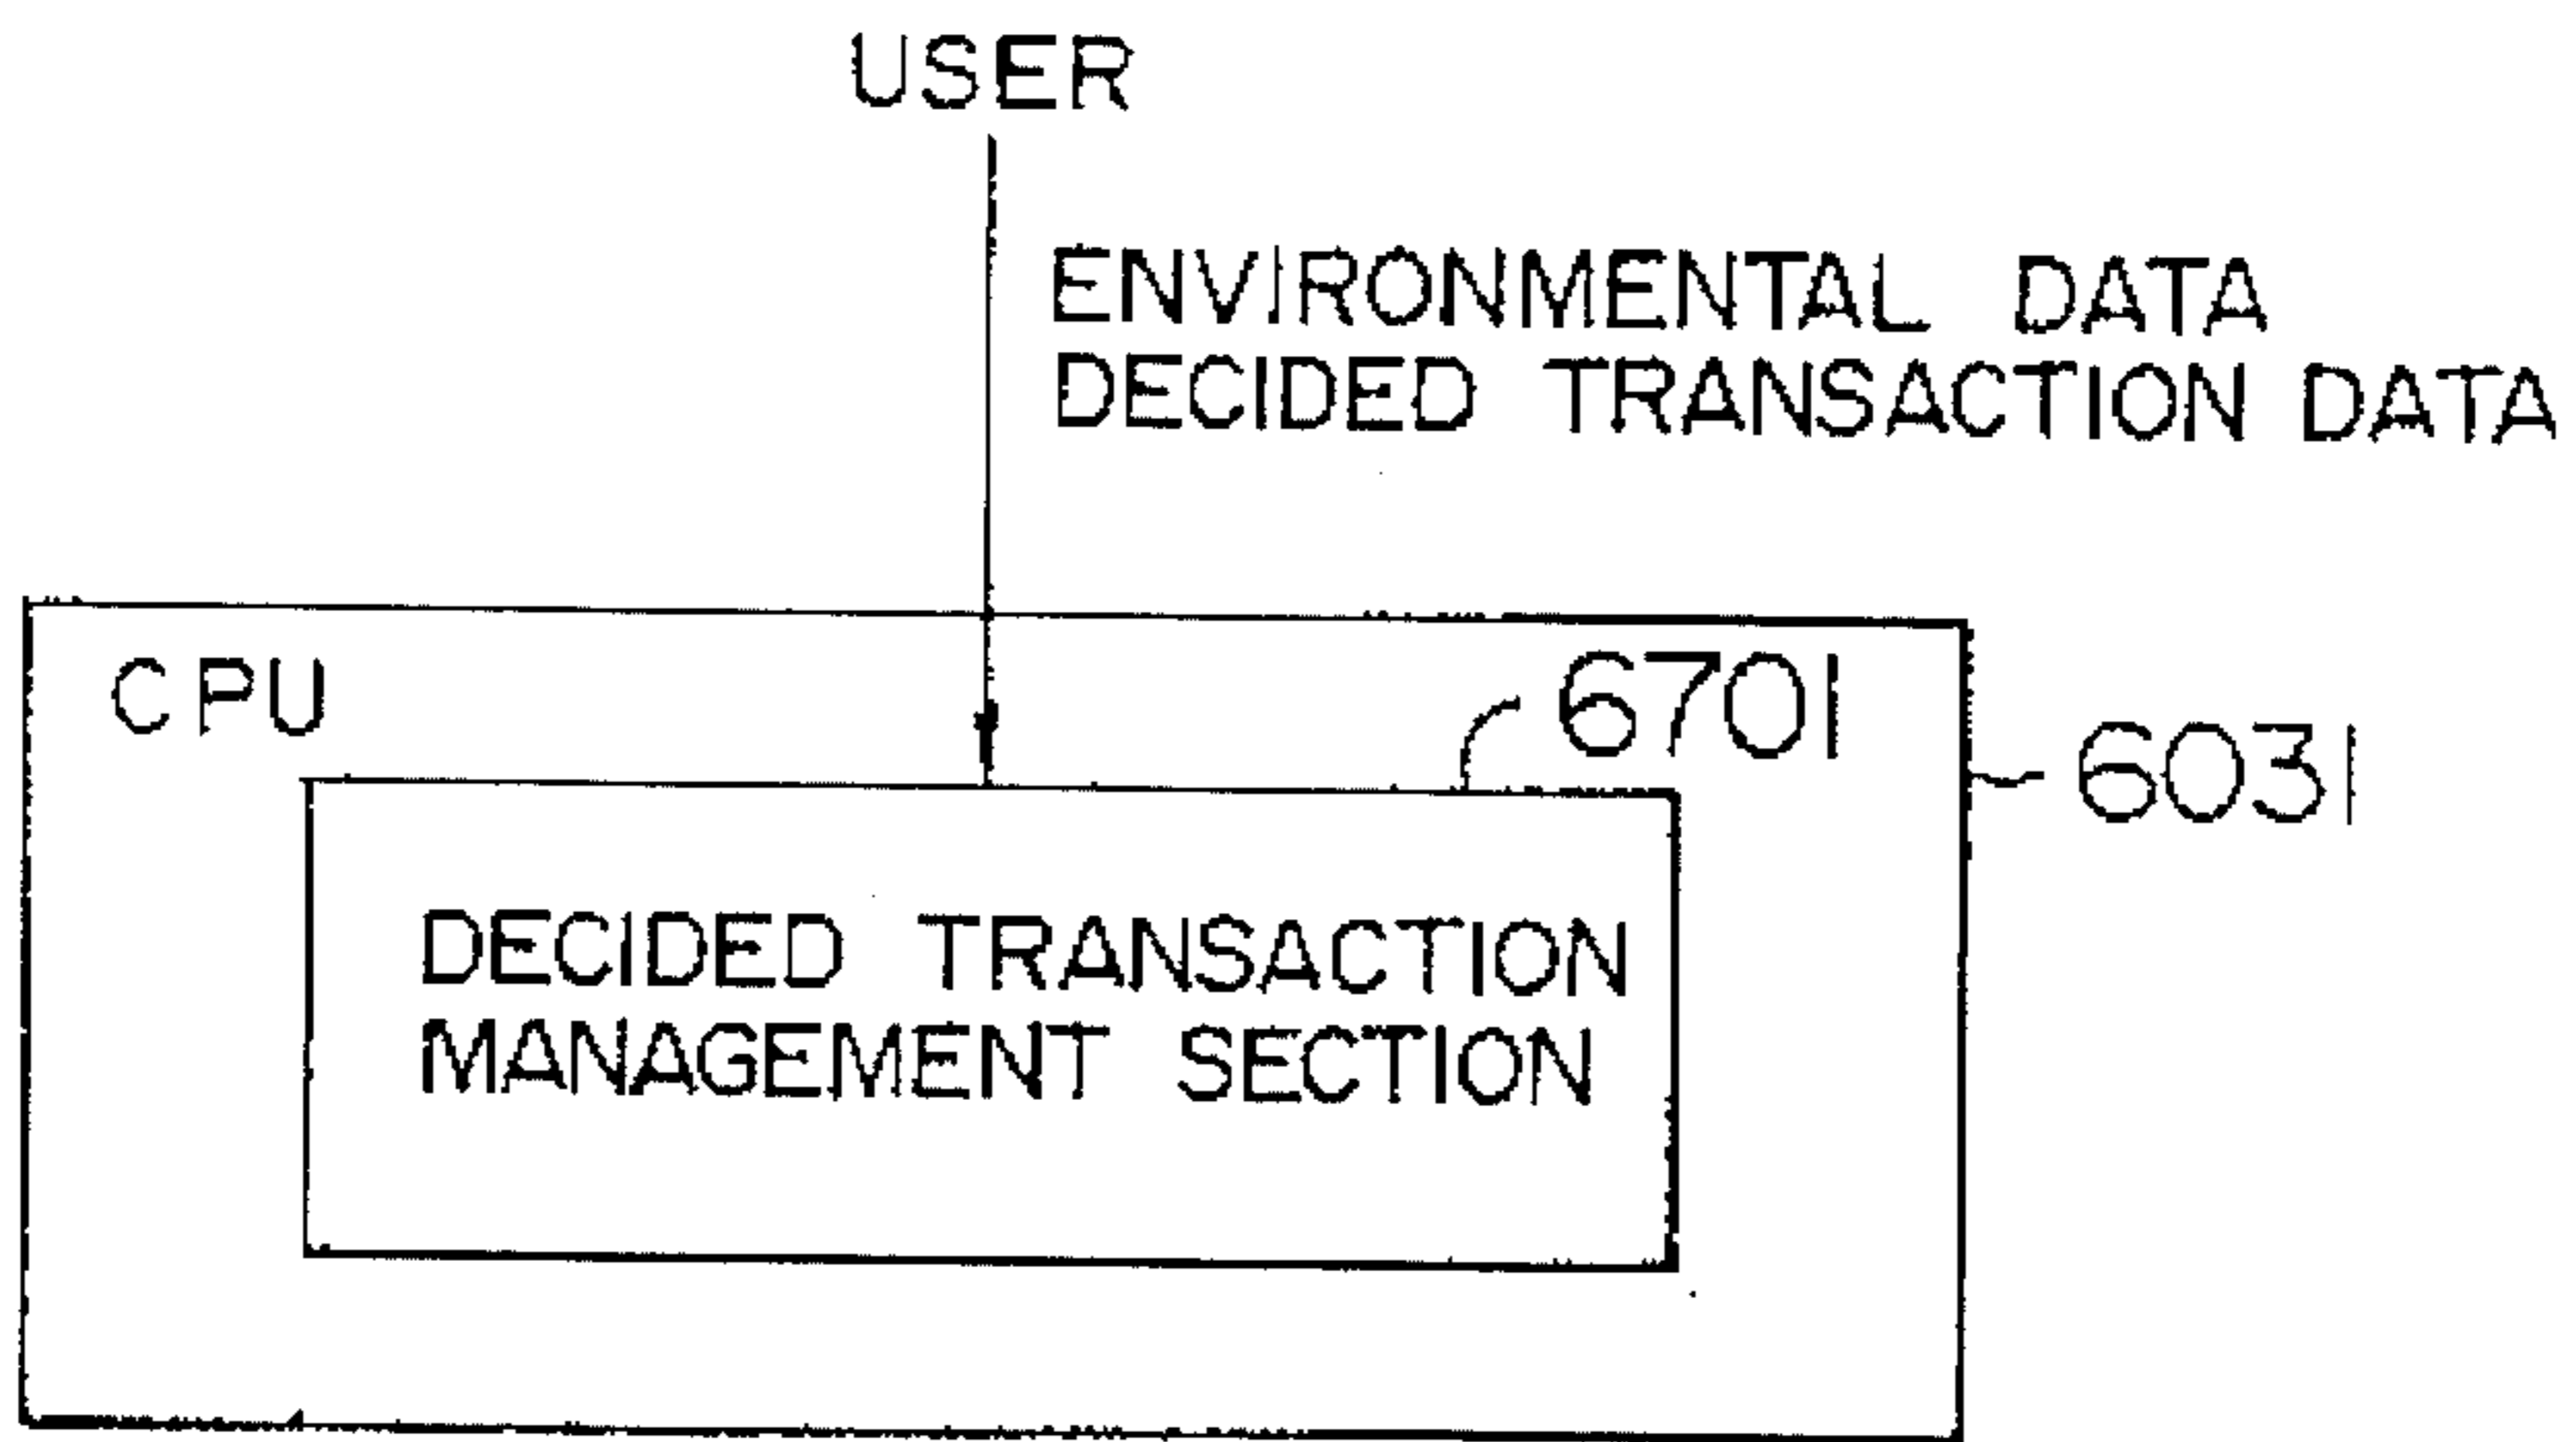 USER
ENVIRONMENTAL DATA
DECIDED TRANSACTION DATA
CPU
6701
6031
DECIDED TRANSACTION
MANAGEMENT SECTION